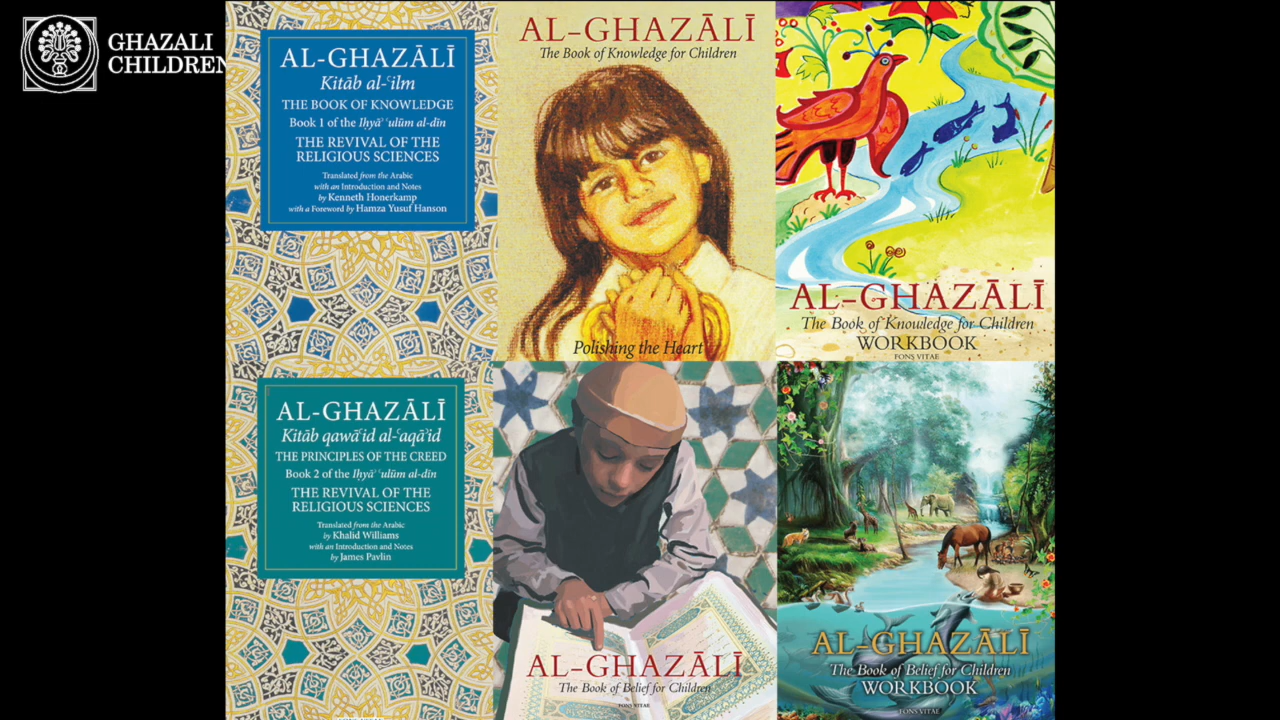 GHAZALI
CHILDREN
AL-GHAZĀLĪ
Kitāb al-ʿilm
THE BOOK OF KNOWLEDGE
Book 1 of the Iḥyāʾ ʿulūm al-dīn
THE REVIVAL OF THE
RELIGIOUS SCIENCES
Translated from the Arabic
with an Introduction and Notes
by Kenneth Honerkamp
with a Foreword by Hamza Yusuf Hanson
AL-GHAZĀLĪ
The Book of Knowledge for Children
Polishing the Heart
AL-GHAZĀLĪ
The Book of Knowledge for Children
WORKBOOK
FONS VITAE
AL-GHAZĀLĪ
Kitāb qawāʿid al-ʿaqāʾid
THE PRINCIPLES OF THE CREED
Book 2 of the Iḥyāʾ ʿulūm al-dīn
THE REVIVAL OF THE
RELIGIOUS SCIENCES
Translated from the Arabic
by Khalid Williams
with an Introduction and Notes
by James Pavlin
AL-GHAZĀLĪ
The Book of Belief for Children
FONS VITAE
AL-GHAZĀLĪ
The Book of Belief for Children
WORKBOOK
FONS VITAE